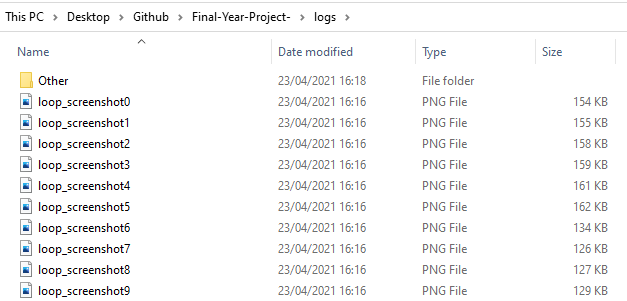 This PC > Desktop > Github > Final-Year-Project- > logs >
Name Date modified Type Size
Other 23/04/2021 16:18 File folder
loop_screenshot0 23/04/2021 16:16 PNG File 154 KB
loop_screenshot1 23/04/2021 16:16 PNG File 155 KB
loop_screenshot2 23/04/2021 16:16 PNG File 158 KB
loop_screenshot3 23/04/2021 16:16 PNG File 159 KB
loop_screenshot4 23/04/2021 16:16 PNG File 161 KB
loop_screenshot5 23/04/2021 16:16 PNG File 162 KB
loop_screenshot6 23/04/2021 16:16 PNG File 134 KB
loop_screenshot7 23/04/2021 16:16 PNG File 126 KB
loop_screenshot8 23/04/2021 16:16 PNG File 127 KB
loop_screenshot9 23/04/2021 16:16 PNG File 129 KB